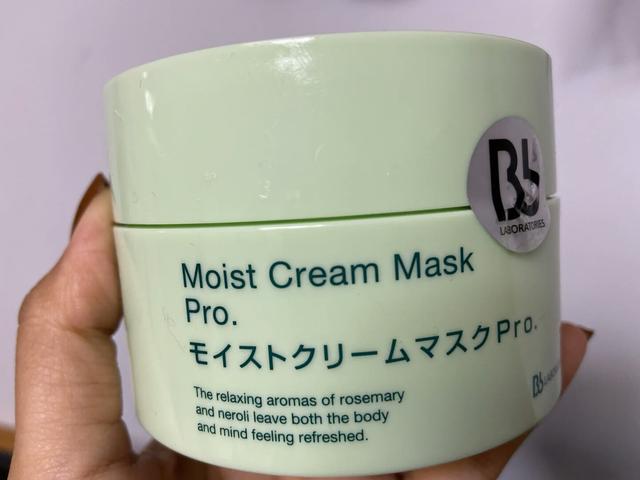 Bb
LABORATORIES
Moist Cream Mask
Pro.
モイストクリームマスクPro.
The relaxing aromas of rosemary
and neroli leave both the body
and mind feeling refreshed.
Bb